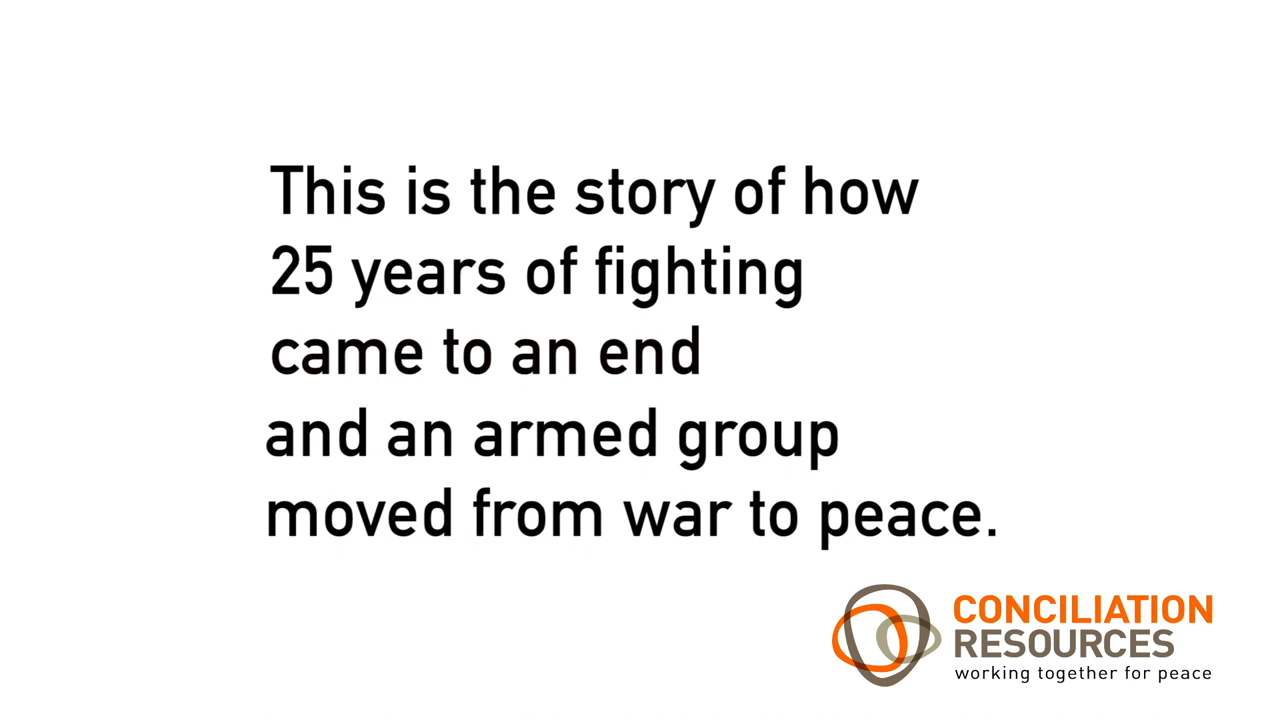 This is the story of how
25 years of fighting
came to an end
and an armed group
moved from war to peace.
CONCILIATION
RESOURCES
working together for peace